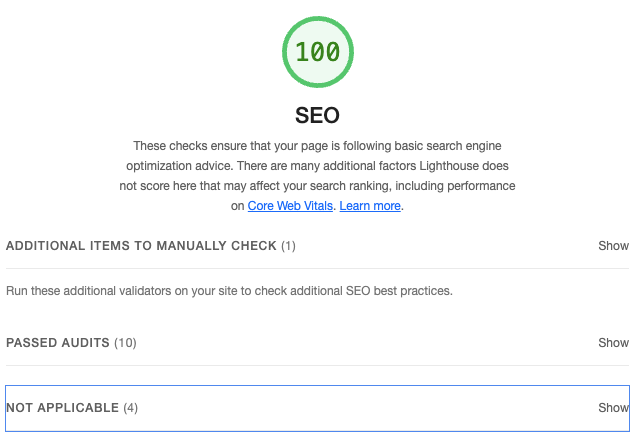 100
SEO
These checks ensure that your page is following basic search engine
optimization advice. There are many additional factors Lighthouse does
not score here that may affect your search ranking, including performance
on Core Web Vitals. Learn more.
ADDITIONAL ITEMS TO MANUALLY CHECK (1) Show
Run these additional validators on your site to check additional SEO best practices.
PASSED AUDITS (10) Show
NOT APPLICABLE (4) Show